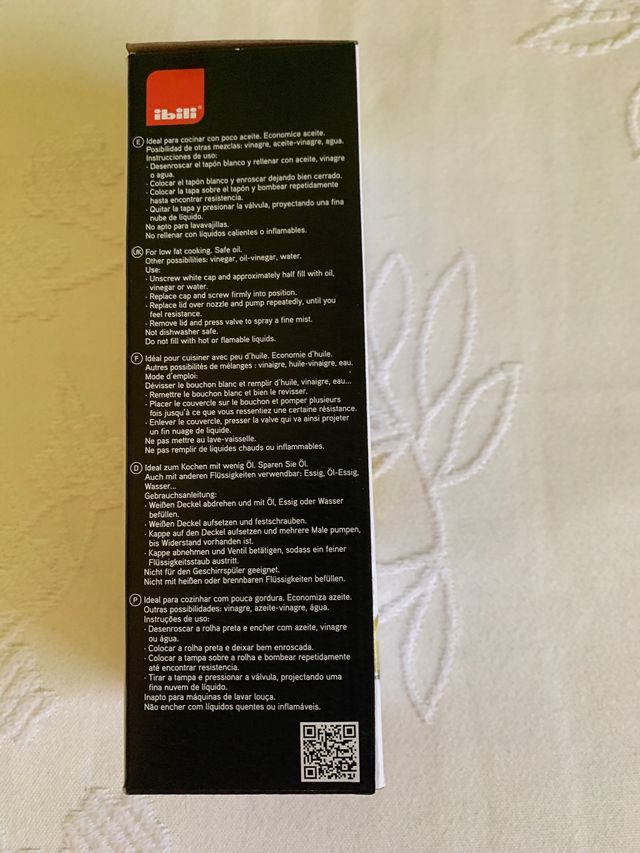 ibili®
E Ideal para cocinar con poco aceite. Economice aceite.
Posibilidad de otras mezclas: vinagre, aceite-vinagre, agua.
Instrucciones de uso:
· Desenroscar el tapón blanco y rellenar con aceite, vinagre
o agua.
· Colocar el tapón blanco y enroscar dejando bien cerrado.
· Colocar la tapa sobre el tapón y bombear repetidamente
hasta encontrar resistencia.
· Quitar la tapa y presionar la válvula, proyectando una fina
nube de líquido.
No apto para lavavajillas.
No rellenar con líquidos calientes o inflamables.
UK For low fat cooking. Safe oil.
Other possibilities: vinegar, oil-vinegar, water.
Use:
· Unscrew white cap and approximately half fill with oil,
vinegar or water.
· Replace cap and screw firmly into position.
· Replace lid over nozzle and pump repeatedly, until you
feel resistance.
· Remove lid and press valve to spray a fine mist.
Not dishwasher safe.
Do not fill with hot or flamable liquids.
F Idéal pour cuisiner avec peu d'huile. Economie d'huile.
Autres possibilités de mélanges : vinaigre, huile-vinaigre, eau.
Mode d'emploi:
Dévisser le bouchon blanc et remplir d'huile, vinaigre, eau...
· Remettre le bouchon blanc et bien le revisser.
· Placer le couvercle sur le bouchon et pomper plusieurs
fois jusqu'à ce que vous ressentiez une certaine résistance.
· Enlever le couvercle, presser la valve qui va ainsi projeter
un fin nuage de liquide.
Ne pas mettre au lave-vaisselle.
Ne pas remplir de liquides chauds ou inflammables.
D Ideal zum Kochen mit wenig Öl. Sparen Sie Öl.
Auch mit anderen Flüssigkeiten verwendbar: Essig, Öl-Essig,
Wasser...
Gebrauchsanleitung:
· Weißen Deckel abdrehen und mit Öl, Essig oder Wasser
befüllen.
· Weißen Deckel aufsetzen und festschrauben.
· Kappe auf den Deckel aufsetzen und mehrere Male pumpen,
bis Widerstand vorhanden ist.
· Kappe abnehmen und Ventil betätigen, sodass ein feiner
Flüssigkeitsstaub austritt.
Nicht für den Geschirrspüler geeignet.
Nicht mit heißen oder brennbaren Flüssigkeiten befüllen.
P Ideal para cozinhar com pouca gordura. Economiza azeite.
Outras possibilidades: vinagre, azeite-vinagre, água.
Instruções de uso:
· Desenroscar a rolha preta e encher com azeite, vinagre
ou água.
· Colocar a rolha preta e deixar bem enroscada.
· Colocar a tampa sobre a rolha e bombear repetidamente
até encontrar resistencia.
· Tirar a tampa e pressionar a válvula, projectando uma
fina nuvem de líquido.
Inapto para máquinas de lavar louça.
Não encher com líquidos quentes ou inflamáveis.